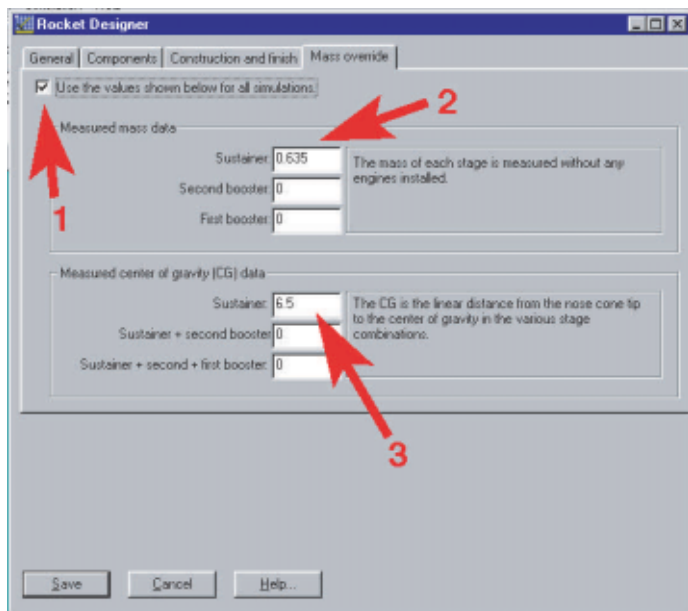 Rocket Designer
General Components Construction and finish Mass override
Use the values shown below for all simulations.
2
Measured mass data
Sustainer: 0.635
The mass of each stage is measured without any
engines installed.
Second booster: 0
First booster: 0
1
Measured center of gravity (CG) data
Sustainer: 6.5
The CG is the linear distance from the nose cone tip
to the center of gravity in the various stage
combinations.
Sustainer + second booster: 0
Sustainer + second + first booster: 0
3
Save Cancel Help...